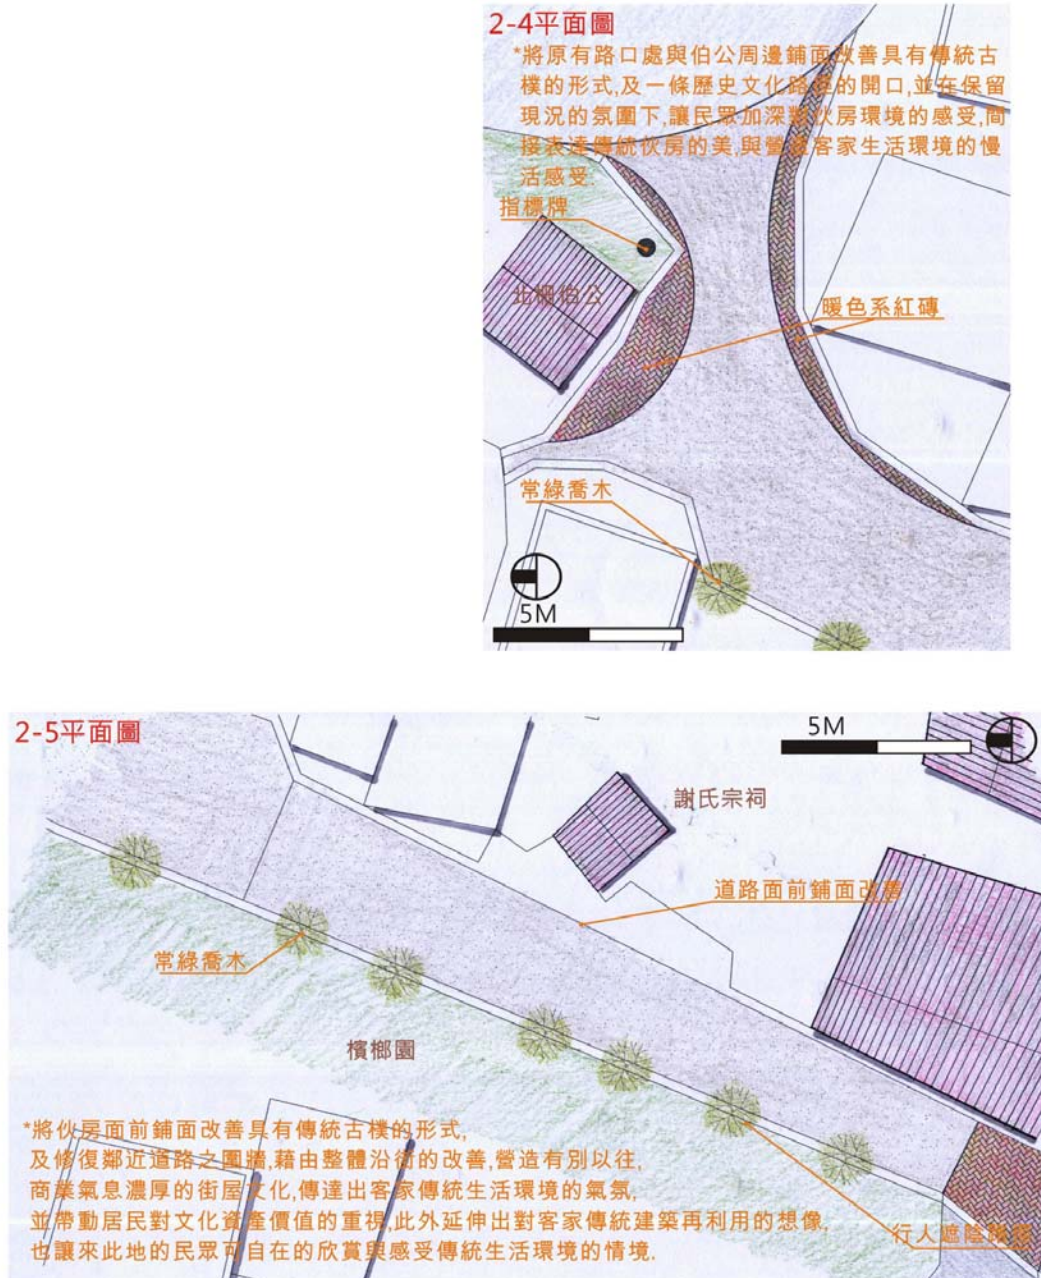 2-4平面圖
*將原有路口處與伯公周邊鋪面改善具有傳統古
樸的形式,及一條歷史文化路徑的開口,並在保留
現況的氛圍下,讓民眾加深對伙房環境的感受,間
接表達傳統伙房的美,與營造客家生活環境的慢
活感受.
指標牌
北柵伯公
暖色系紅磚
常綠喬木
5M
2-5平面圖
5M
謝氏宗祠
道路面前鋪面改善
常綠喬木
檳榔園
*將伙房面前鋪面改善具有傳統古樸的形式,
及修復鄰近道路之圍牆,藉由整體沿街的改善,營造有別以往,
商業氣息濃厚的街屋文化,傳達出客家傳統生活環境的氣氛,
並帶動居民對文化資產價值的重視,此外延伸出對客家傳統建築再利用的想像,
也讓來此地的民眾可自在的欣賞與感受傳統生活環境的情境.
行人遮陰